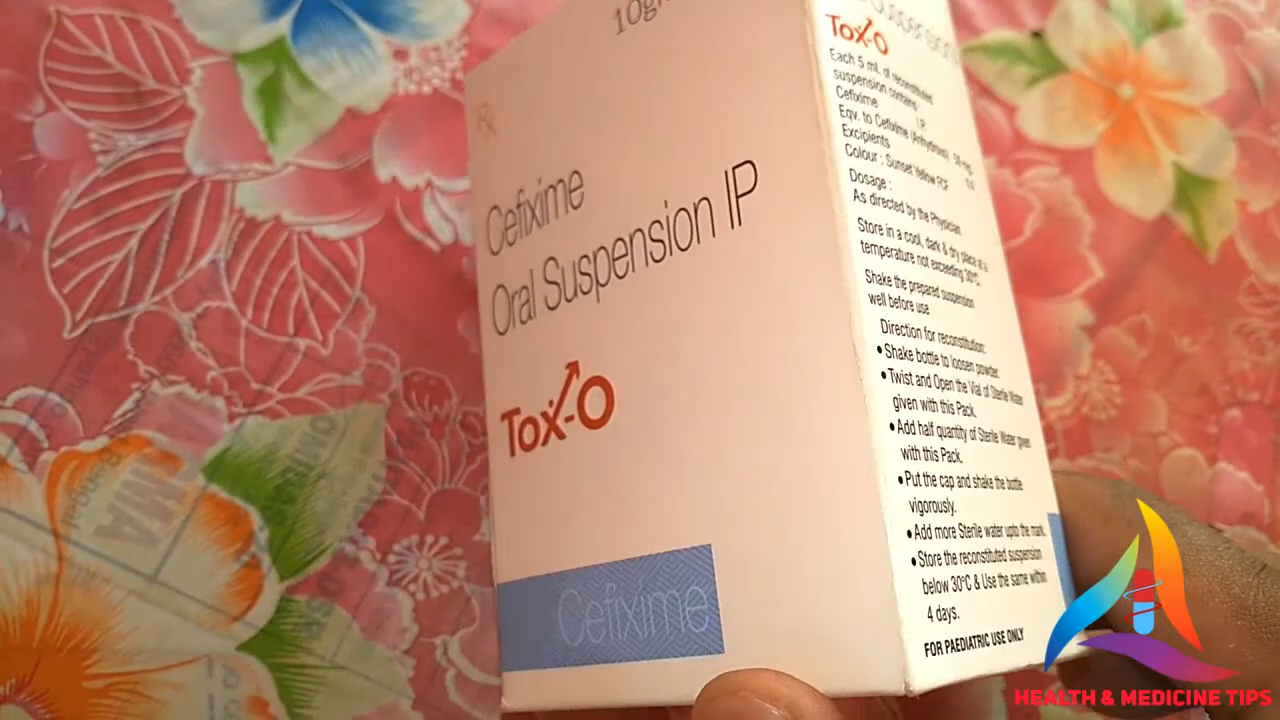 Rx
Cefixime
Oral Suspension IP
Tox-O
Cefixime
Suspension
Tox-O
Each 5 ml. of reconstituted
suspension contains:
Cefixime I.P.
Eqv. to Cefixime (Anhydrous) 50 mg.
Excipients
Colour : Sunset Yellow FCF
Dosage :
As directed by the Physician.
Store in a cool, dark & dry place at a
temperature not exceeding 30°C.
Shake the prepared suspension
well before use
Direction for reconstitution:
• Shake bottle to loosen powder.
• Twist and Open the Vial of Sterile Water
given with this Pack.
• Add half quantity of Sterile Water given
with this Pack.
• Put the cap and shake the bottle
vigorously.
• Add more Sterile water upto the mark.
• Store the reconstituted suspension
below 30°C & Use the same within
4 days.
FOR PAEDIATRIC USE ONLY
HEALTH & MEDICINE TIPS